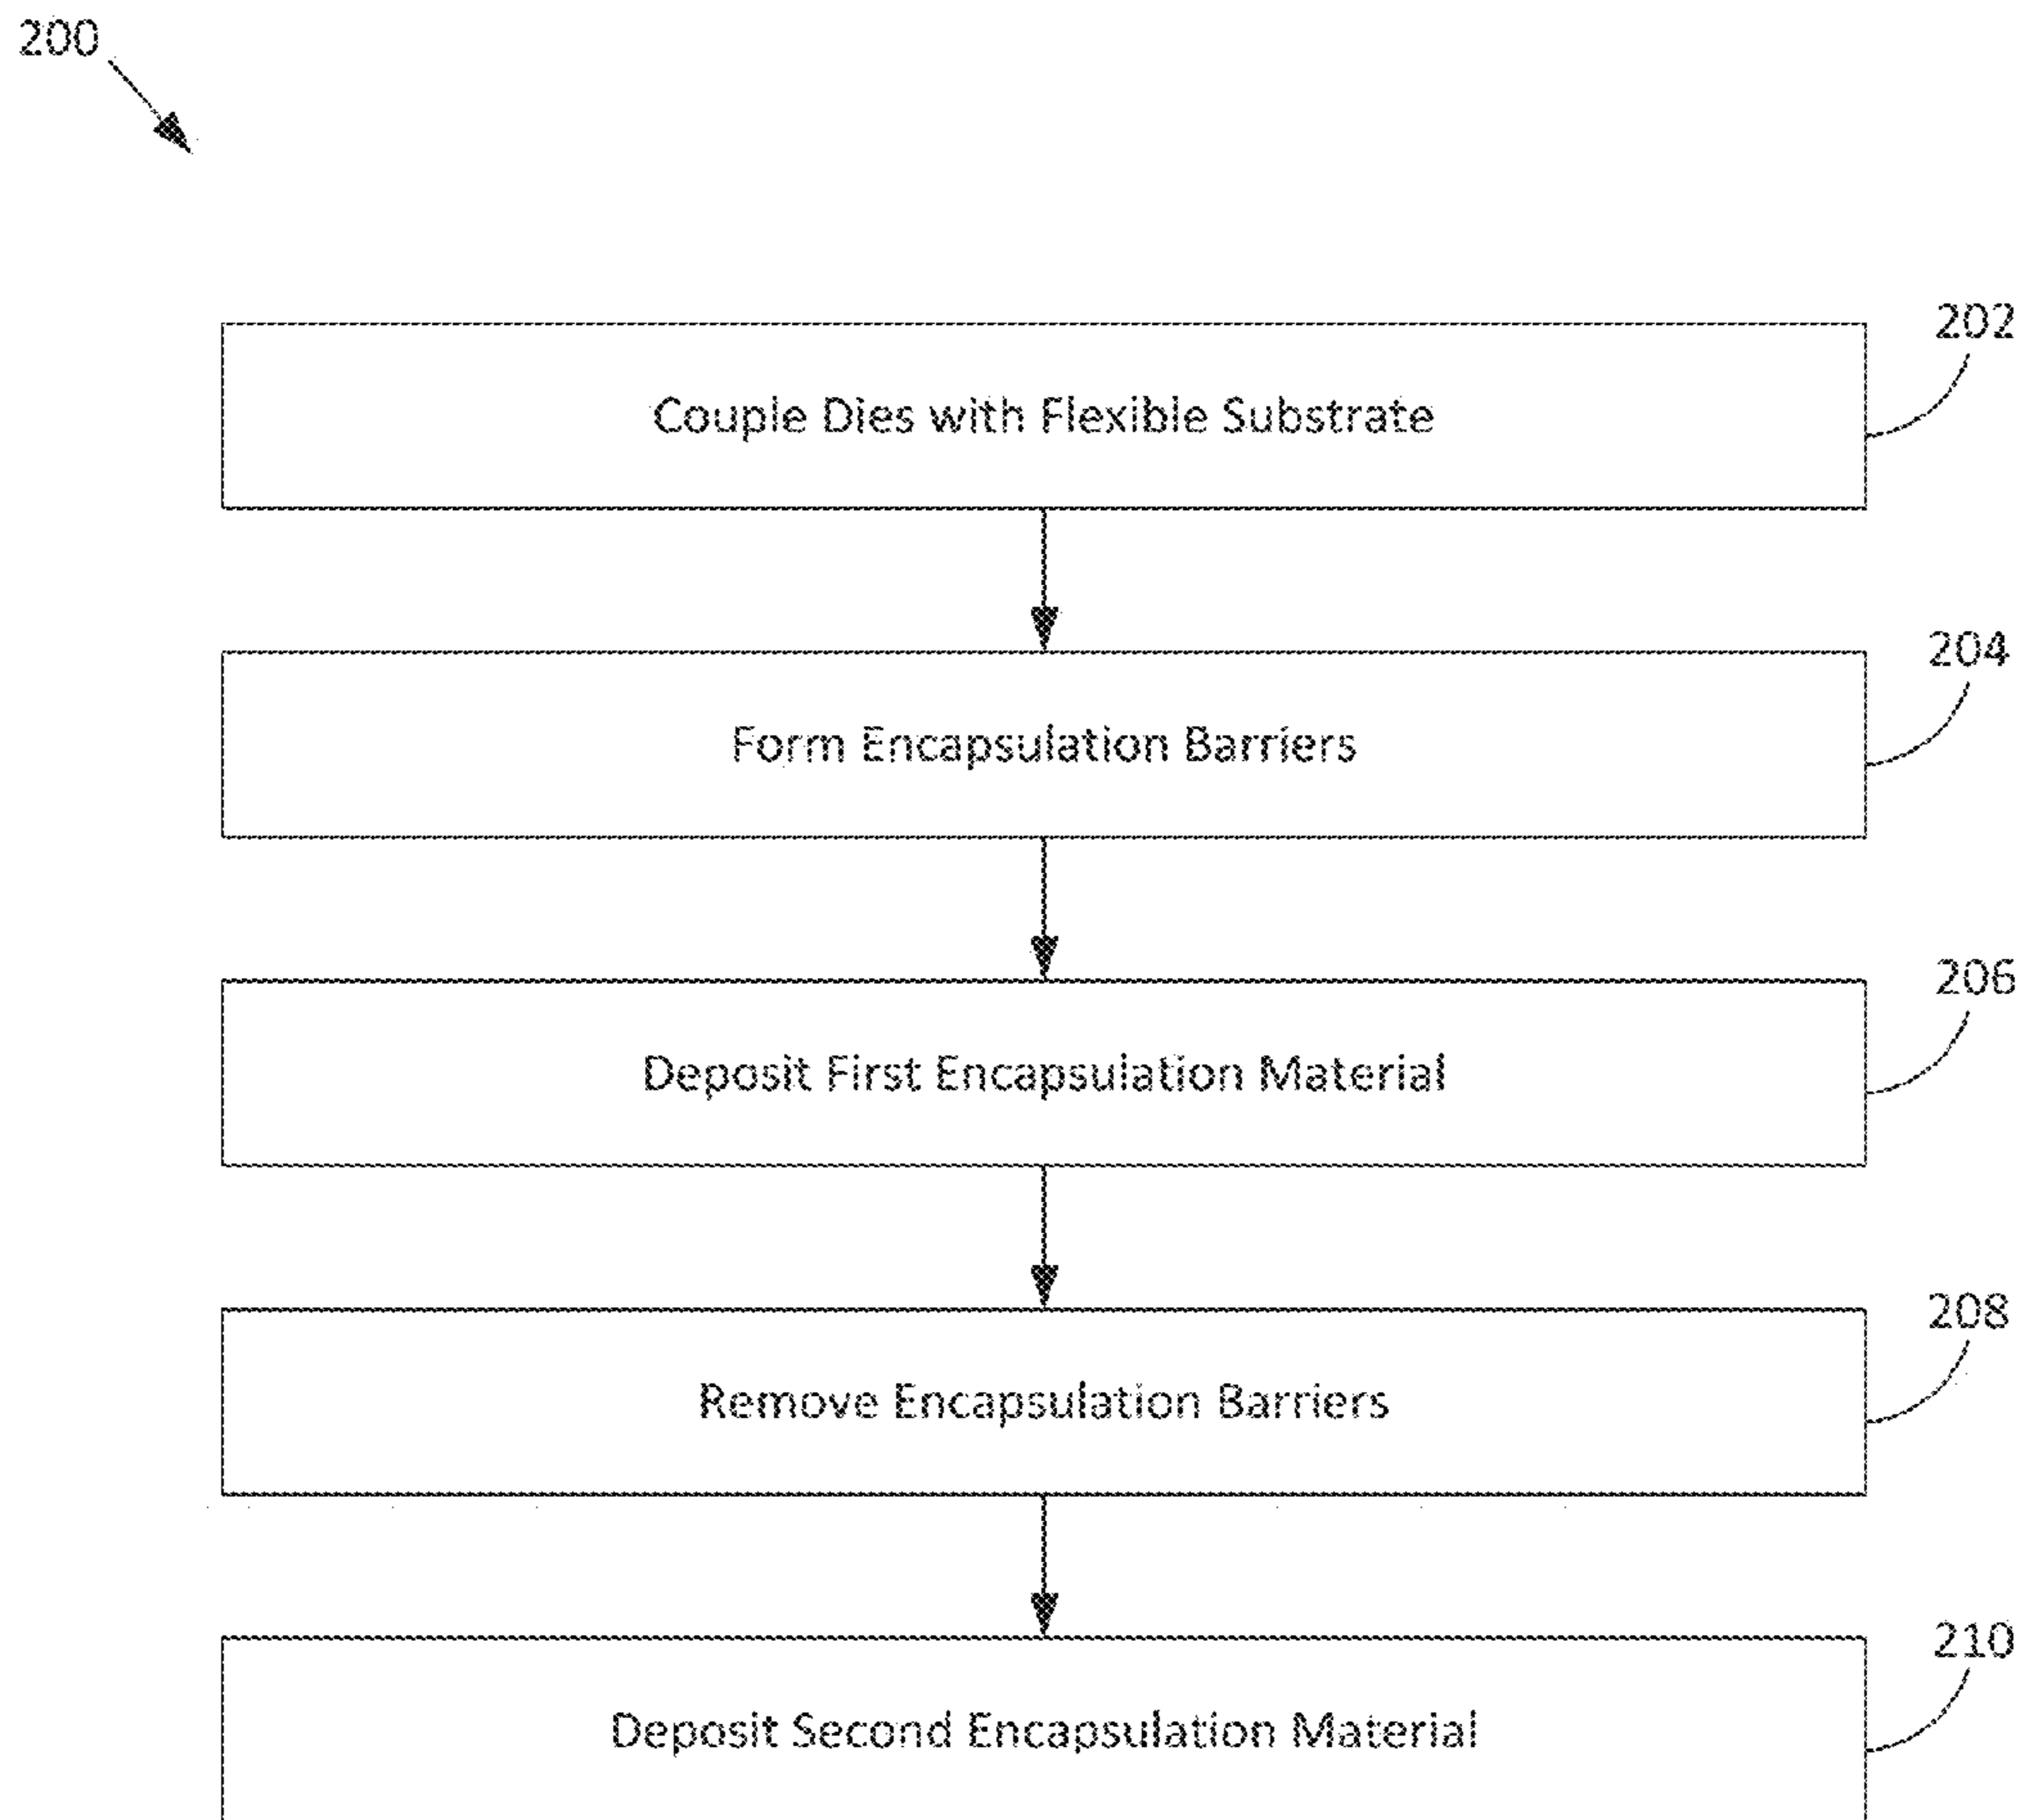 200
202
Couple Dies with Flexible Substrate
204
Form Encapsulation Barriers
206
Deposit First Encapsulation Material
208
Remove Encapsulation Barriers
210
Deposit Second Encapsulation Material